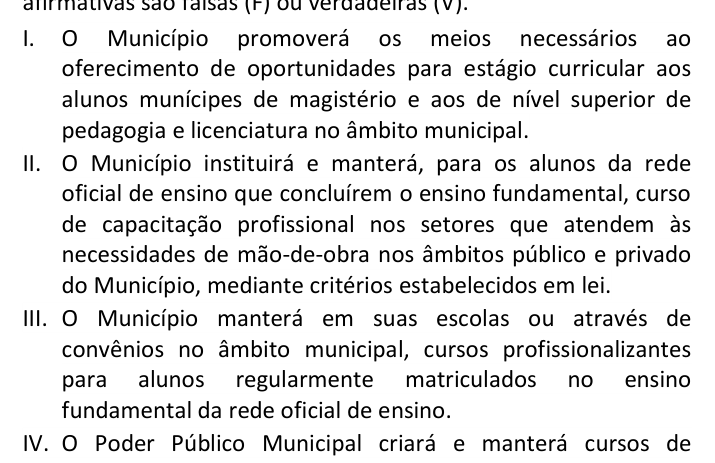 afirmativas são falsas (F) ou verdadeiras (V).
I. O Município promoverá os meios necessários ao
oferecimento de oportunidades para estágio curricular aos
alunos munícipes de magistério e aos de nível superior de
pedagogia e licenciatura no âmbito municipal.
II. O Município instituirá e manterá, para os alunos da rede
oficial de ensino que concluírem o ensino fundamental, curso
de capacitação profissional nos setores que atendem às
necessidades de mão-de-obra nos âmbitos público e privado
do Município, mediante critérios estabelecidos em lei.
III. O Município manterá em suas escolas ou através de
convênios no âmbito municipal, cursos profissionalizantes
para alunos regularmente matriculados no ensino
fundamental da rede oficial de ensino.
IV. O Poder Público Municipal criará e manterá cursos de